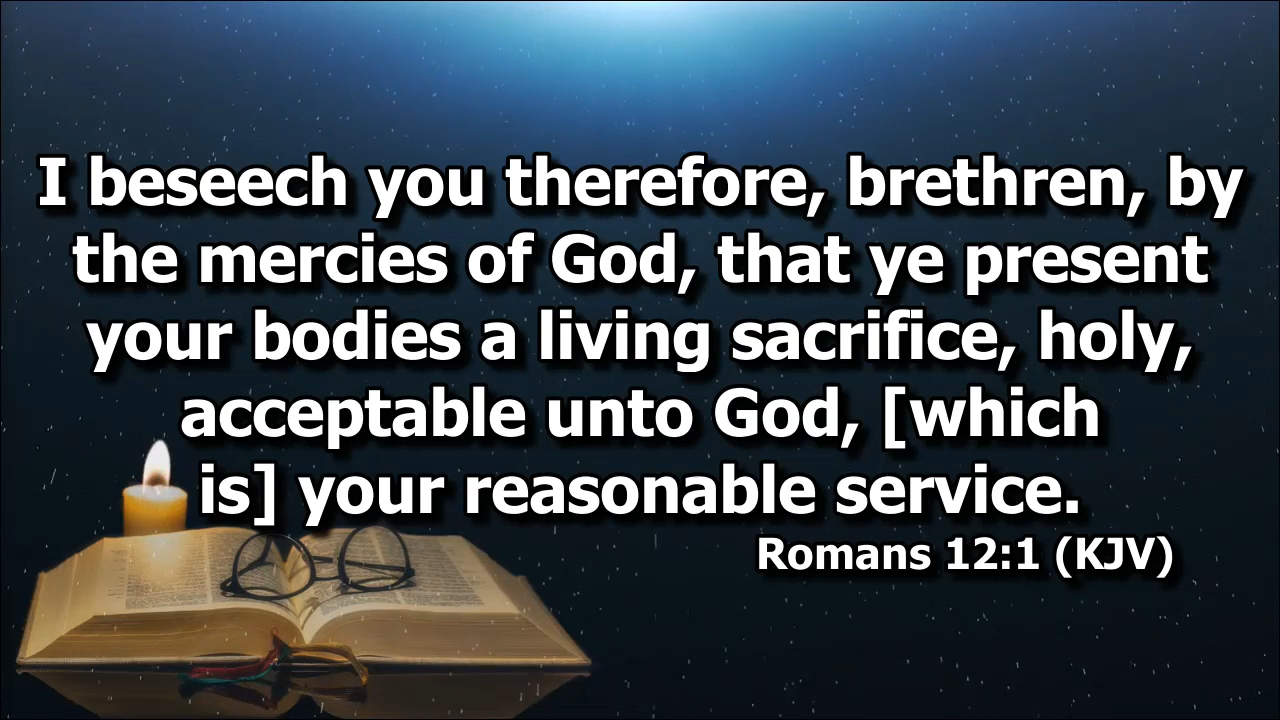 I beseech you therefore, brethren, by
the mercies of God, that ye present
your bodies a living sacrifice, holy,
acceptable unto God, [which
is] your reasonable service.
Romans 12:1 (KJV)